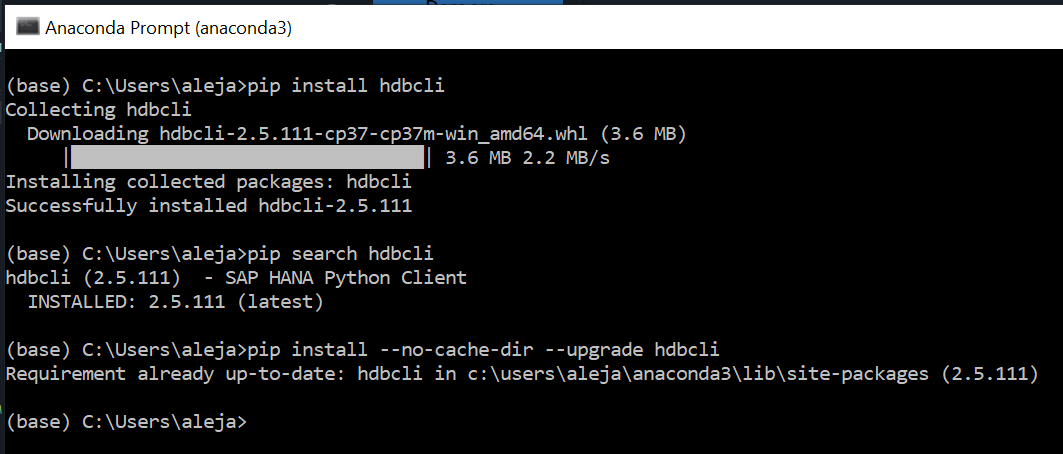 Anaconda Prompt (anaconda3)
(base) C:\Users\aleja>pip install hdbcli
Collecting hdbcli
  Downloading hdbcli-2.5.111-cp37-cp37m-win_amd64.whl (3.6 MB)
     |████████████████████████████████| 3.6 MB 2.2 MB/s
Installing collected packages: hdbcli
Successfully installed hdbcli-2.5.111
(base) C:\Users\aleja>pip search hdbcli
hdbcli (2.5.111)  - SAP HANA Python Client
  INSTALLED: 2.5.111 (latest)
(base) C:\Users\aleja>pip install --no-cache-dir --upgrade hdbcli
Requirement already up-to-date: hdbcli in c:\users\aleja\anaconda3\lib\site-packages (2.5.111)
(base) C:\Users\aleja>